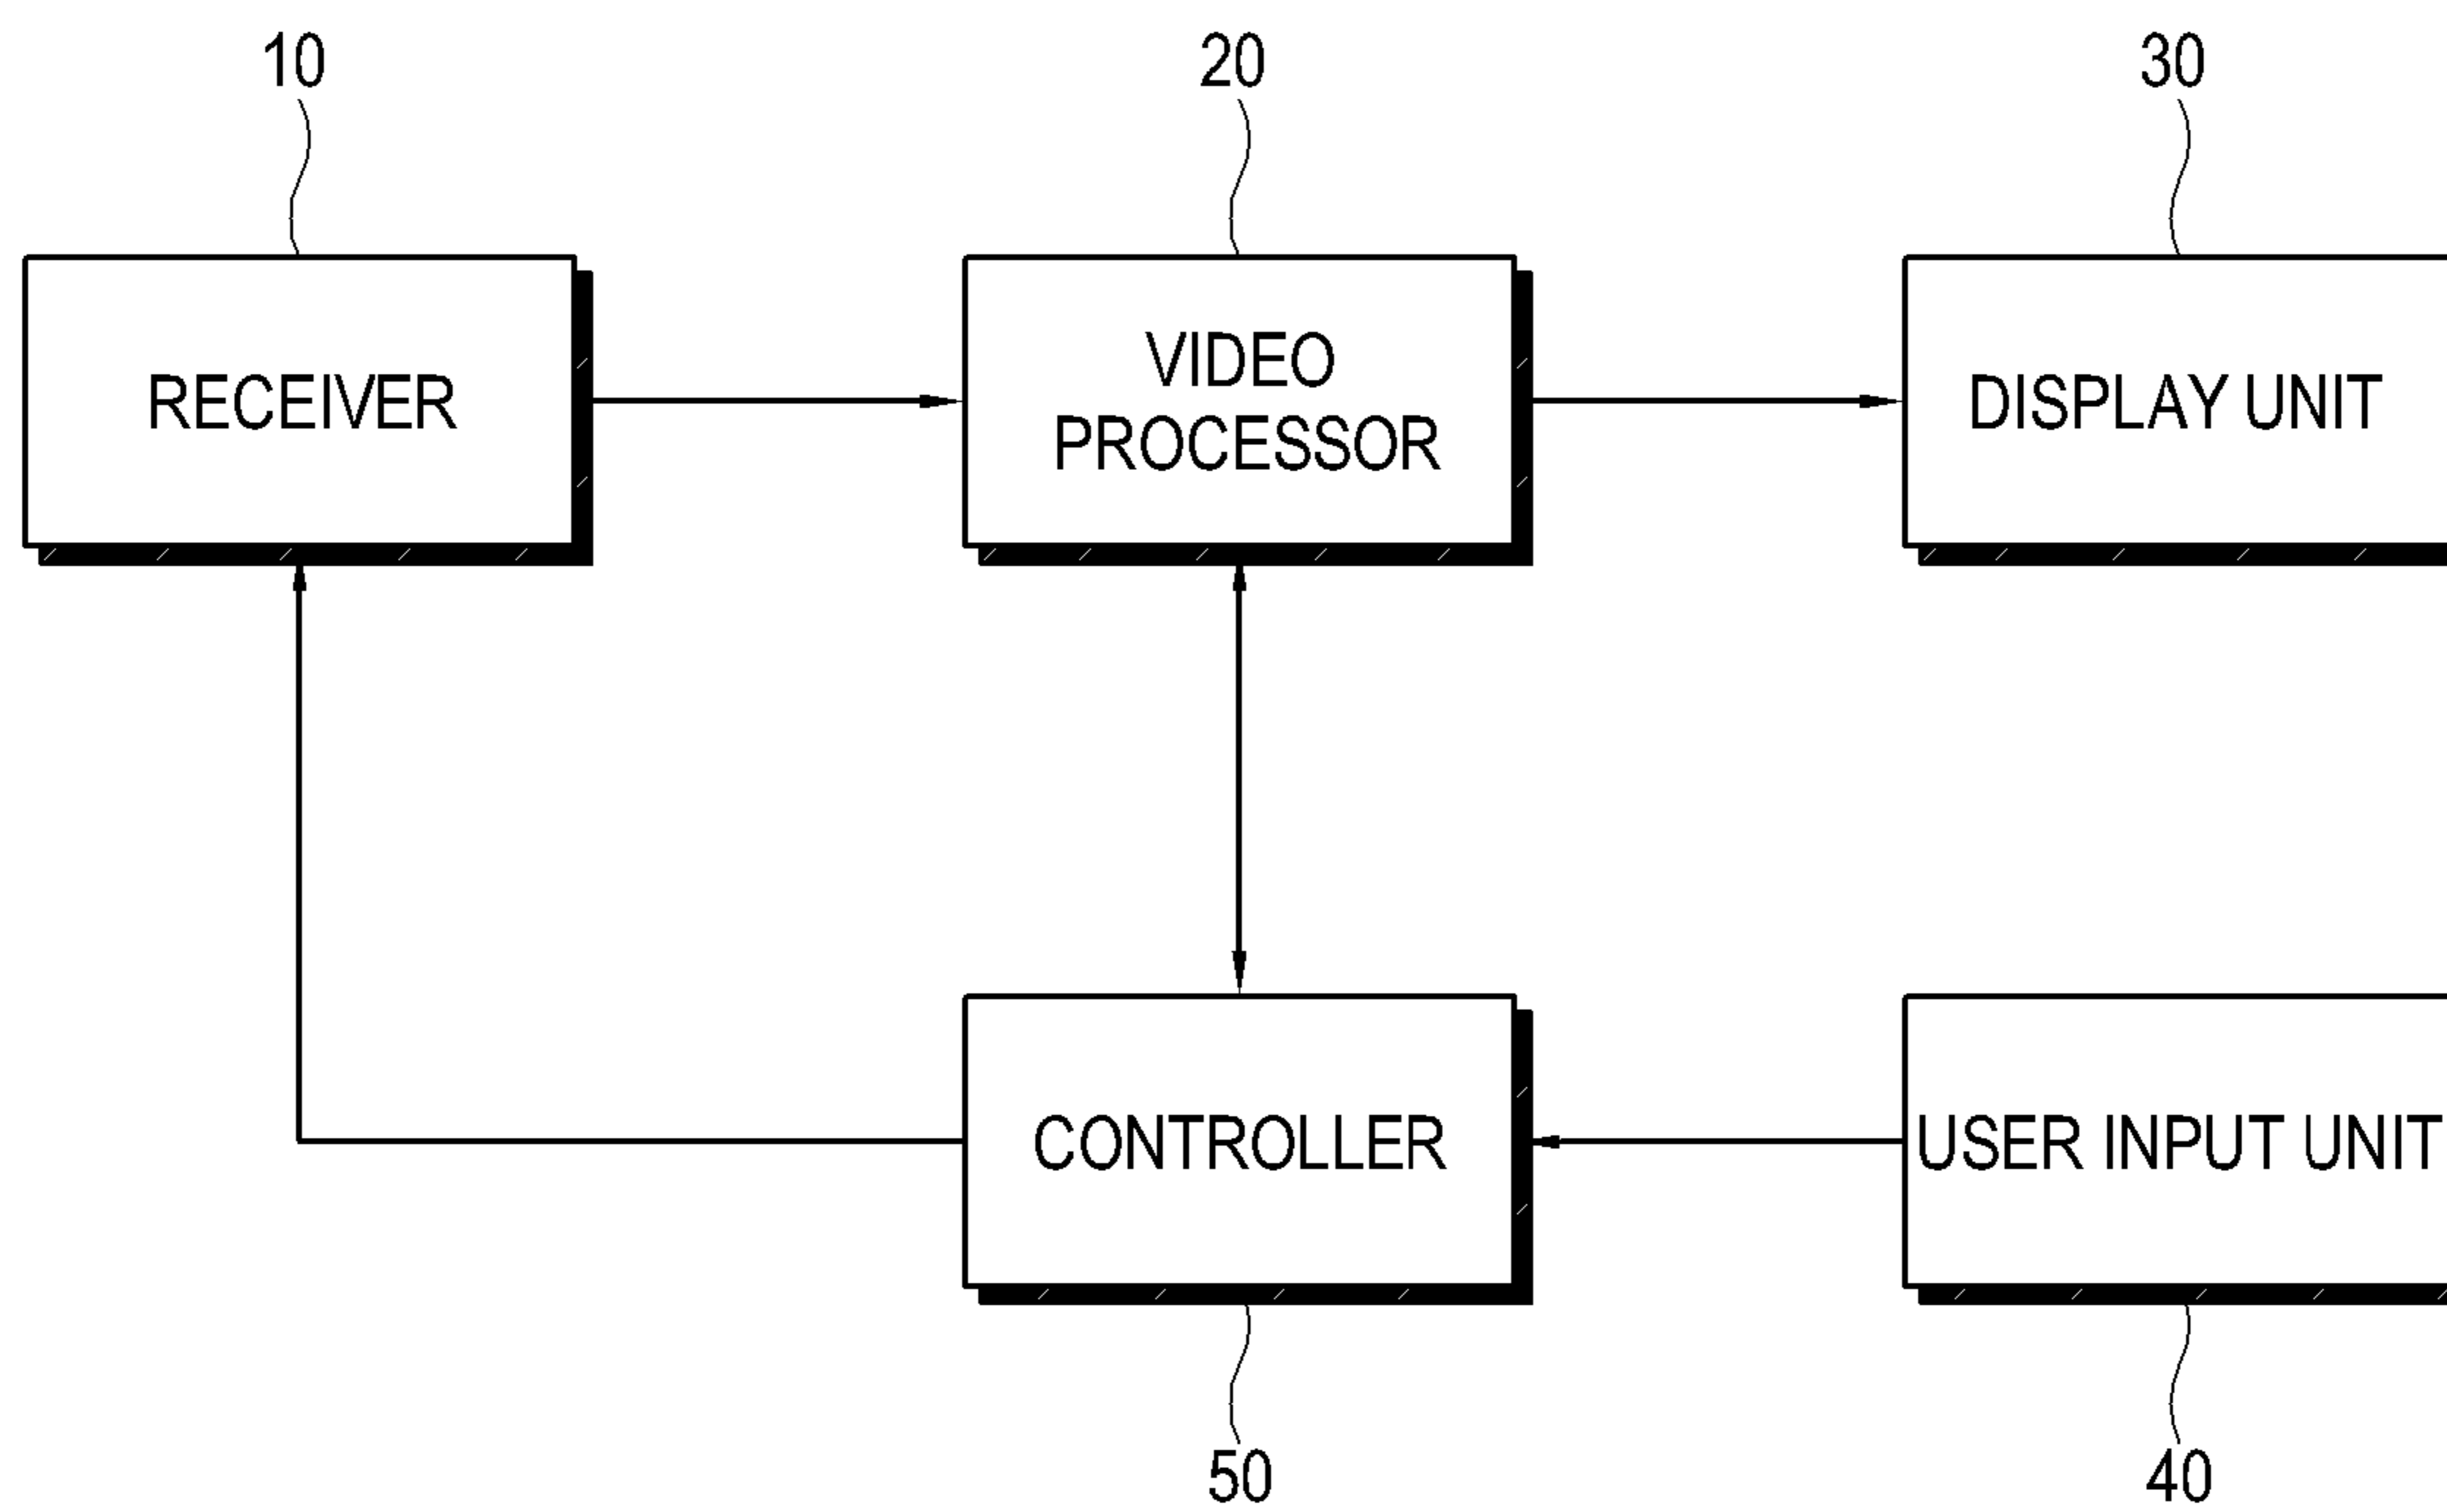 10
20
30
RECEIVER
VIDEO
PROCESSOR
DISPLAY UNIT
CONTROLLER
USER INPUT UNIT
50
40